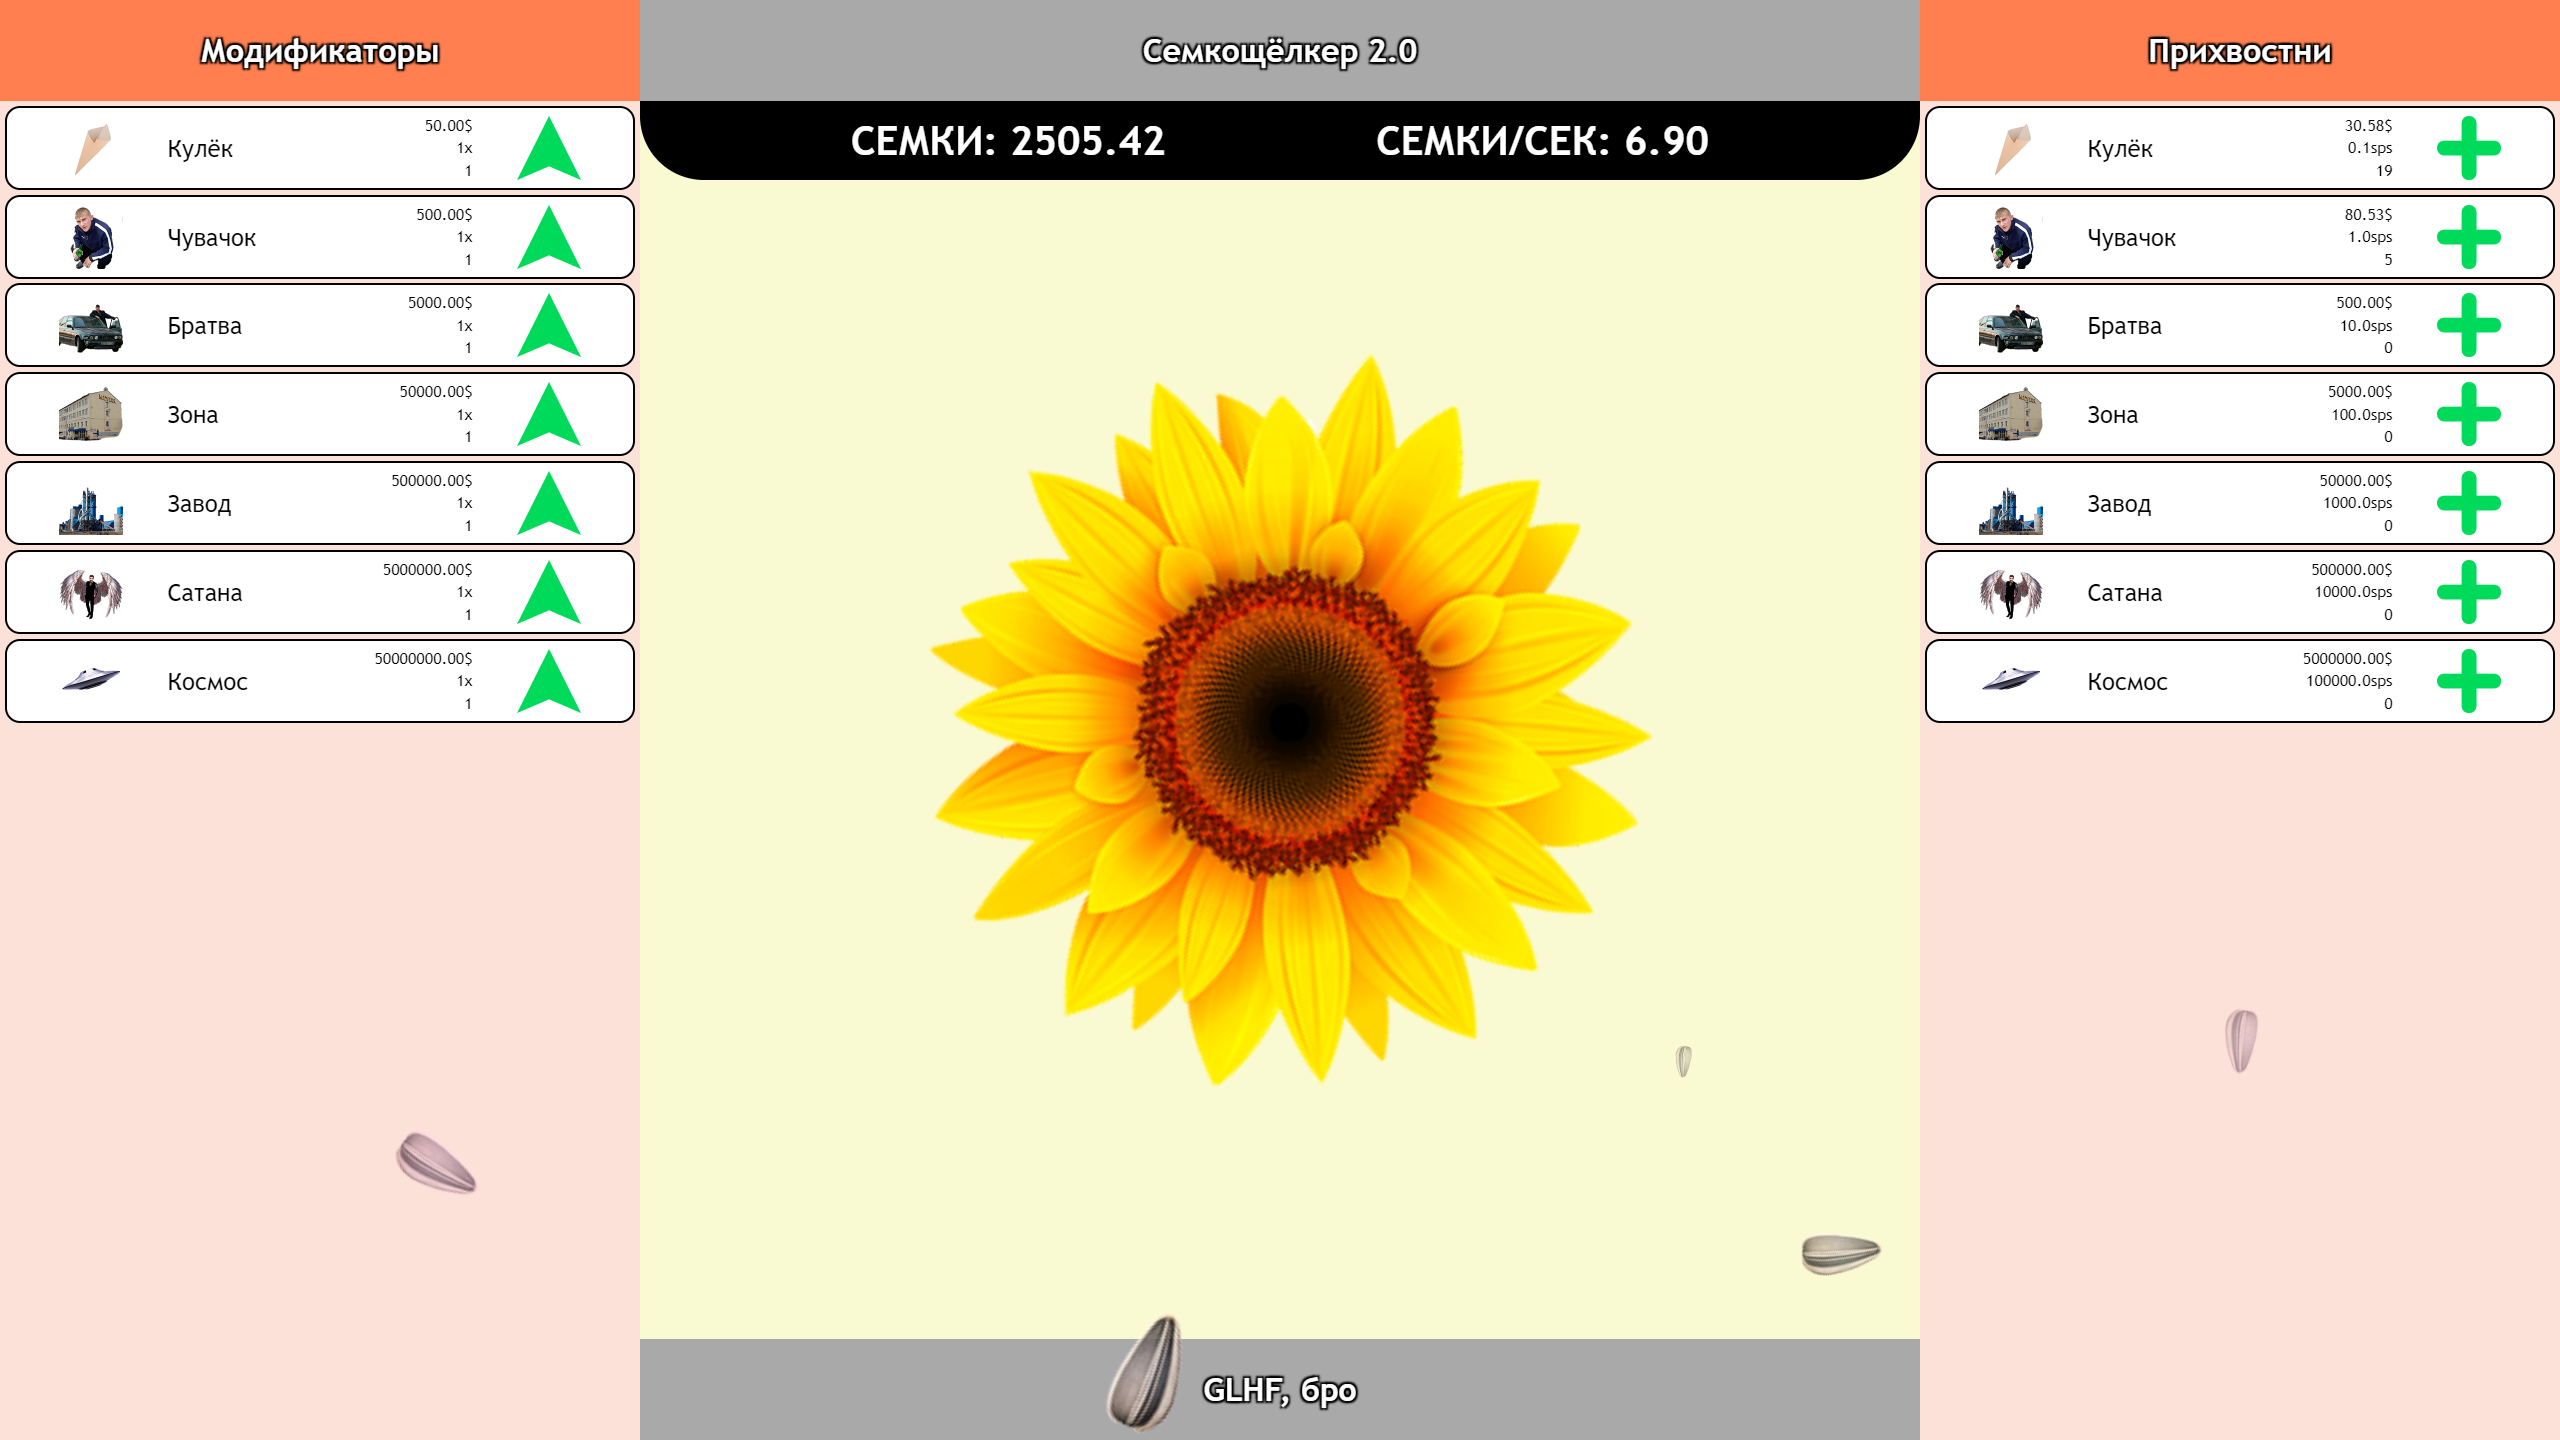 Модификаторы
Кулёк
50.00$
1x
1
Чувачок
500.00$
1x
1
Братва
5000.00$
1x
1
Зона
50000.00$
1x
1
Завод
500000.00$
1x
1
Сатана
5000000.00$
1x
1
Космос
50000000.00$
1x
1
Семкощёлкер 2.0
СЕМКИ: 2505.42 СЕМКИ/СЕК: 6.90
GLHF, бро
Прихвостни
Кулёк
30.58$
0.1sps
19
Чувачок
80.53$
1.0sps
5
Братва
500.00$
10.0sps
0
Зона
5000.00$
100.0sps
0
Завод
50000.00$
1000.0sps
0
Сатана
500000.00$
10000.0sps
0
Космос
5000000.00$
100000.0sps
0